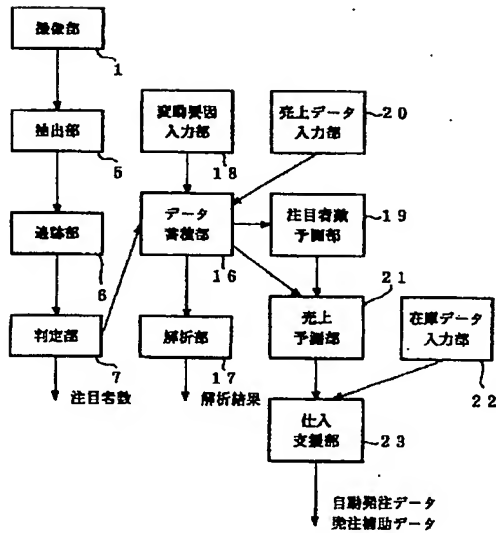 撮像部
1
抽出部
5
追跡部
6
判定部
7
注目者数
変動要因
入力部
18
売上データ
入力部
20
データ
蓄積部
16
注目者数
予測部
19
解析部
17
解析結果
売上
予測部
21
在庫データ
入力部
22
仕入
支援部
23
自動発注データ
発注補助データ